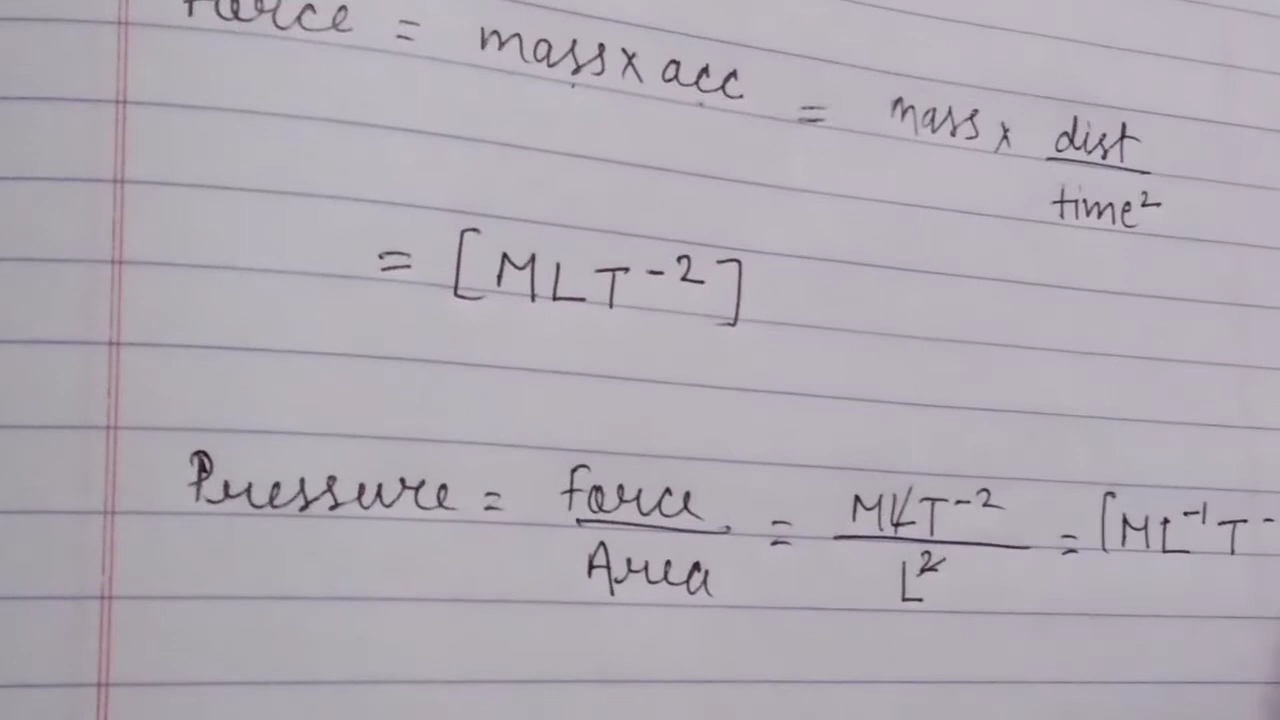 Force = mass x acc = mass x dist / time²
= [MLT⁻²]
Pressure = force / Area = MLT⁻² / L² = [ML⁻¹T⁻